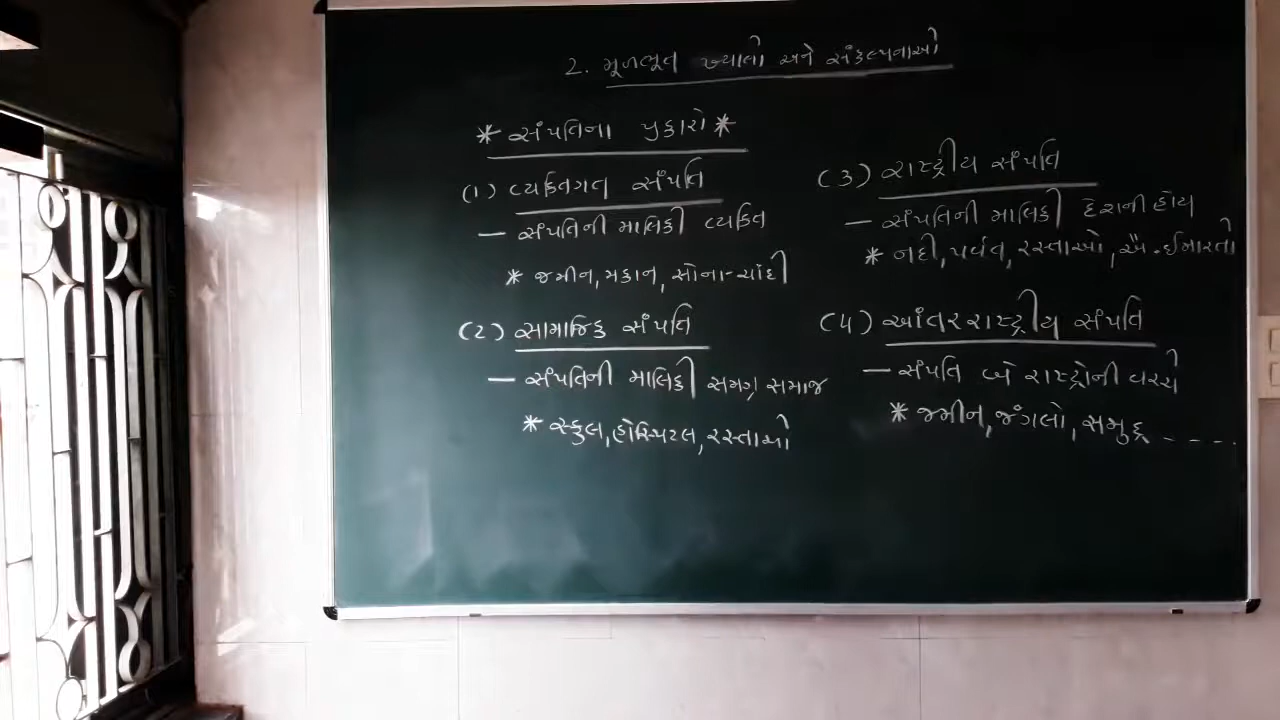 2. મૂળભૂત ખ્યાલો અને સંકલ્પનાઓ
* સંપતિના પ્રકારો *
(1) વ્યકિતગત સંપતિ
— સંપતિની માલિકી વ્યકિત
* જમીન, મકાન, સોના-ચાંદી
(2) સામાજિક સંપતિ
— સંપતિની માલિકી સમગ્ર સમાજ
* સ્કુલ, હોસ્પિટલ, રસ્તાઓ
(3) રાષ્ટ્રીય સંપતિ
— સંપતિની માલિકી દેશની હોય
* નદી, પર્વત, રસ્તાઓ, ઐ.ઈમારતો
(4) આંતરરાષ્ટ્રીય સંપતિ
— સંપતિ બે રાષ્ટ્રોની વચ્ચે
* જમીન, જંગલો, સમુદ્ર - - - -